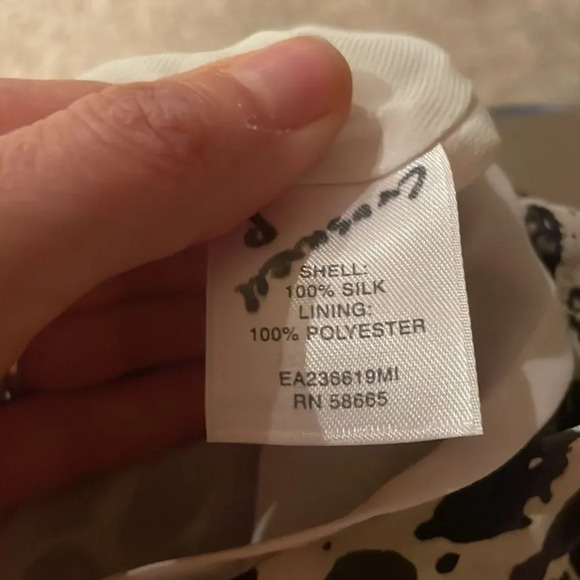 SHELL:
100% SILK
LINING:
100% POLYESTER
EA236619MI
RN 58665